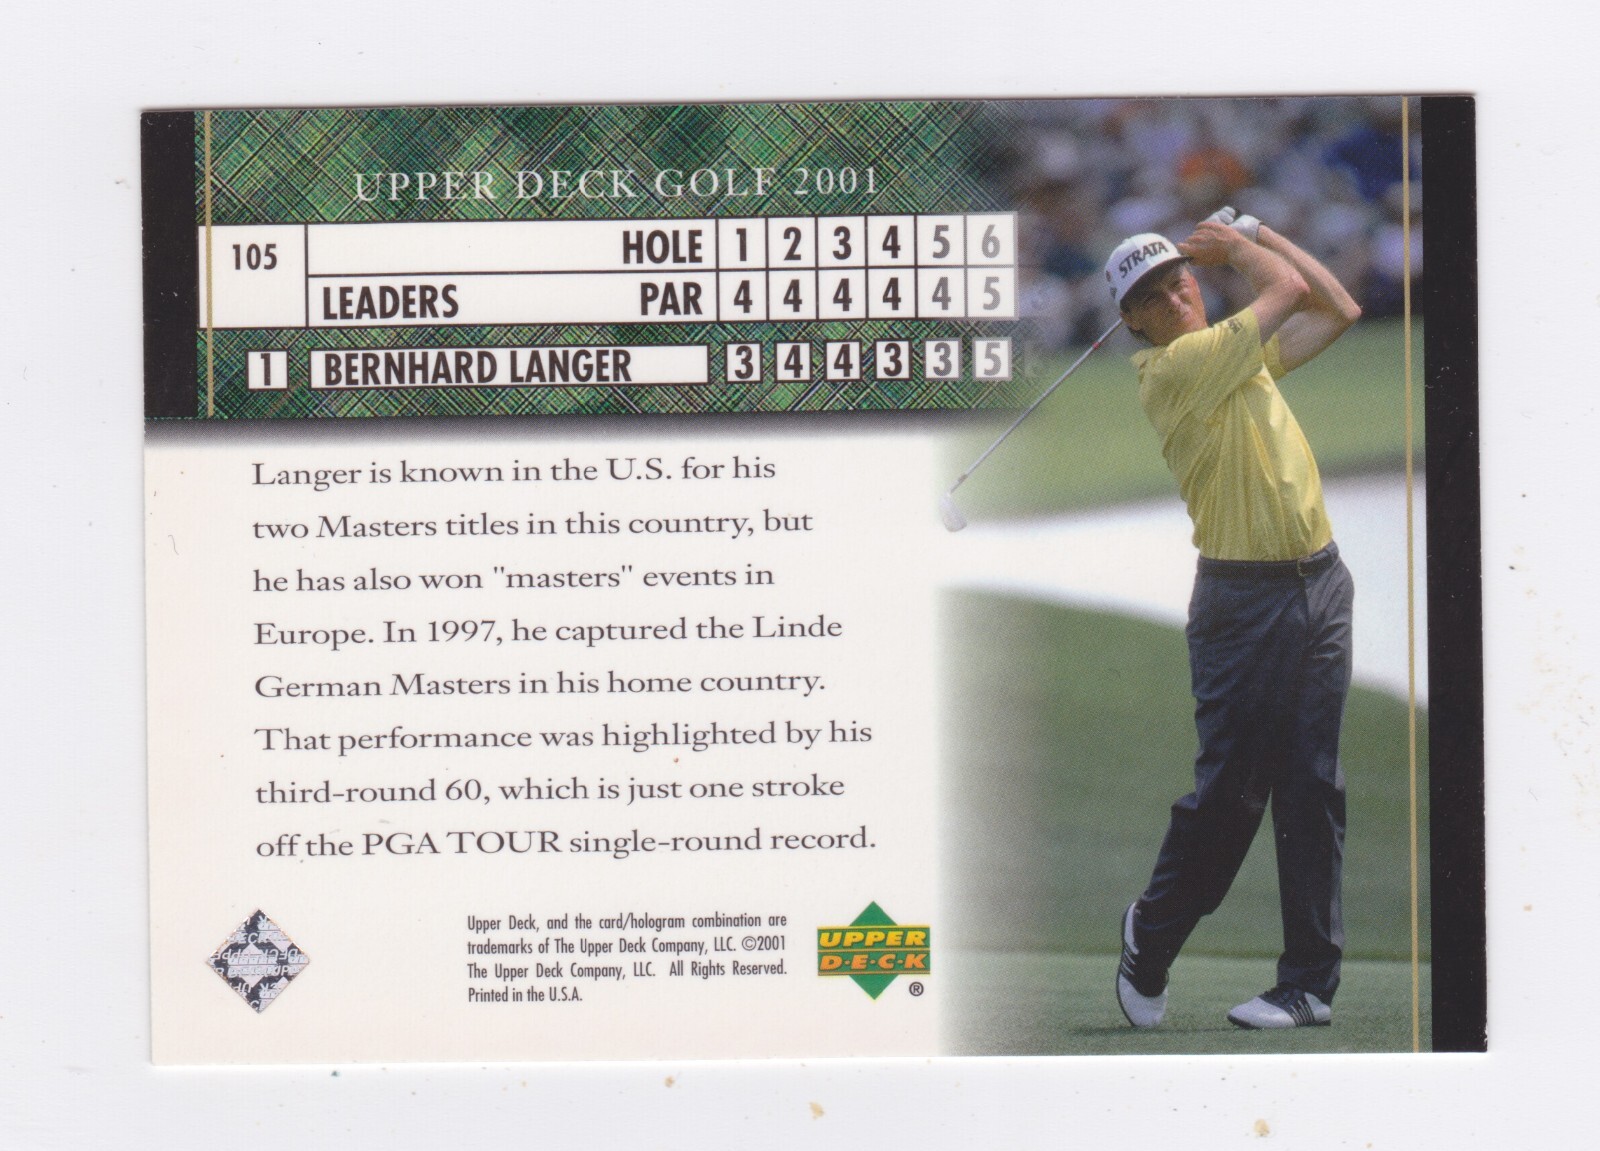 UPPER DECK GOLF 2001
105 HOLE 1 2 3 4 5 6
LEADERS PAR 4 4 4 4 4 5
1 BERNHARD LANGER 3 4 4 3 3 5
STRATA
Langer is known in the U.S. for his
two Masters titles in this country, but
he has also won "masters" events in
Europe. In 1997, he captured the Linde
German Masters in his home country.
That performance was highlighted by his
third-round 60, which is just one stroke
off the PGA TOUR single-round record.
Upper Deck, and the card/hologram combination are
trademarks of The Upper Deck Company, LLC. ©2001
The Upper Deck Company, LLC. All Rights Reserved.
Printed in the U.S.A.
UPPER
D·E·C·K
®